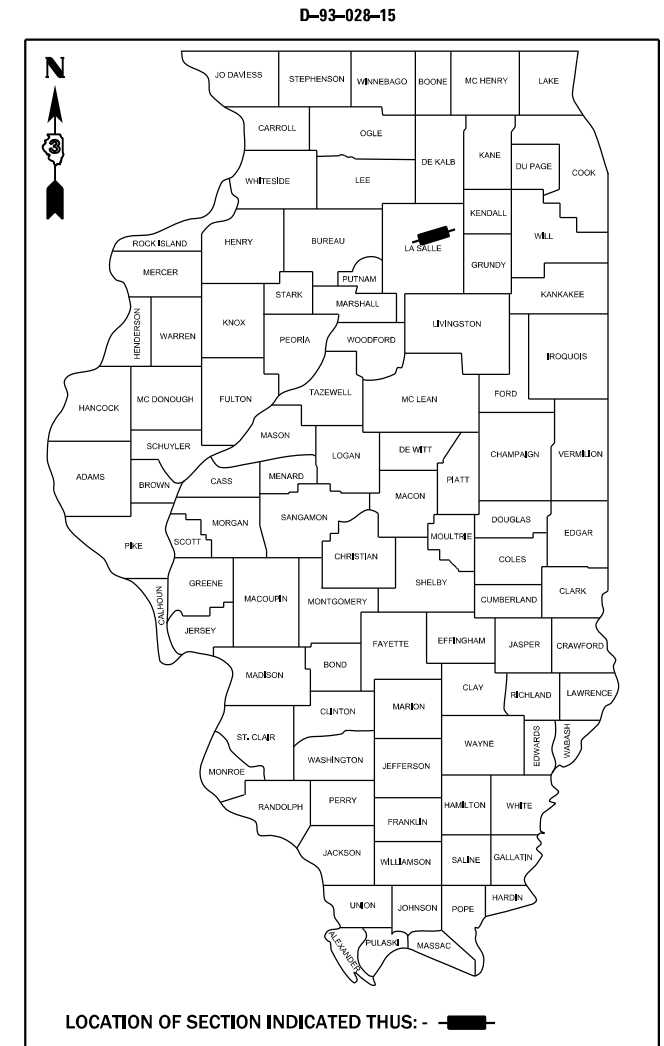 D-93-028-15
N
3
JO DAVIESS
STEPHENSON
WINNEBAGO
BOONE
MC HENRY
LAKE
CARROLL
OGLE
DE KALB
KANE
DU PAGE
COOK
WHITESIDE
LEE
KENDALL
WILL
ROCK ISLAND
HENRY
BUREAU
LA SALLE
GRUNDY
MERCER
PUTNAM
STARK
MARSHALL
KANKAKEE
HENDERSON
WARREN
KNOX
PEORIA
WOODFORD
LIVINGSTON
IROQUOIS
HANCOCK
MC DONOUGH
FULTON
TAZEWELL
MC LEAN
FORD
SCHUYLER
MASON
LOGAN
DE WITT
CHAMPAIGN
VERMILION
ADAMS
BROWN
CASS
MENARD
MACON
PIATT
MORGAN
SANGAMON
DOUGLAS
EDGAR
PIKE
SCOTT
CHRISTIAN
MOULTRIE
COLES
GREENE
MACOUPIN
MONTGOMERY
SHELBY
CUMBERLAND
CLARK
CALHOUN
JERSEY
FAYETTE
EFFINGHAM
JASPER
CRAWFORD
MADISON
BOND
CLAY
RICHLAND
LAWRENCE
CLINTON
MARION
ST. CLAIR
WAYNE
EDWARDS
WABASH
MONROE
WASHINGTON
JEFFERSON
RANDOLPH
PERRY
HAMILTON
WHITE
FRANKLIN
JACKSON
WILLIAMSON
SALINE
GALLATIN
UNION
JOHNSON
POPE
HARDIN
ALEXANDER
PULASKI
MASSAC
LOCATION OF SECTION INDICATED THUS: -